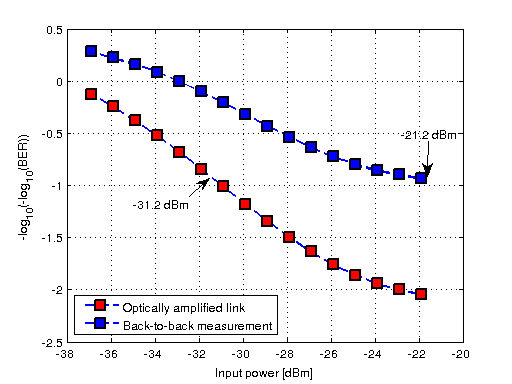 0.5
0
-0.5
-1
-1.5
-2
-2.5
-log10(-log10(BER))
-21.2 dBm
-31.2 dBm
Optically amplified link
Back-to-back measurement
-38 -36 -34 -32 -30 -28 -26 -24 -22 -20
Input power [dBm]